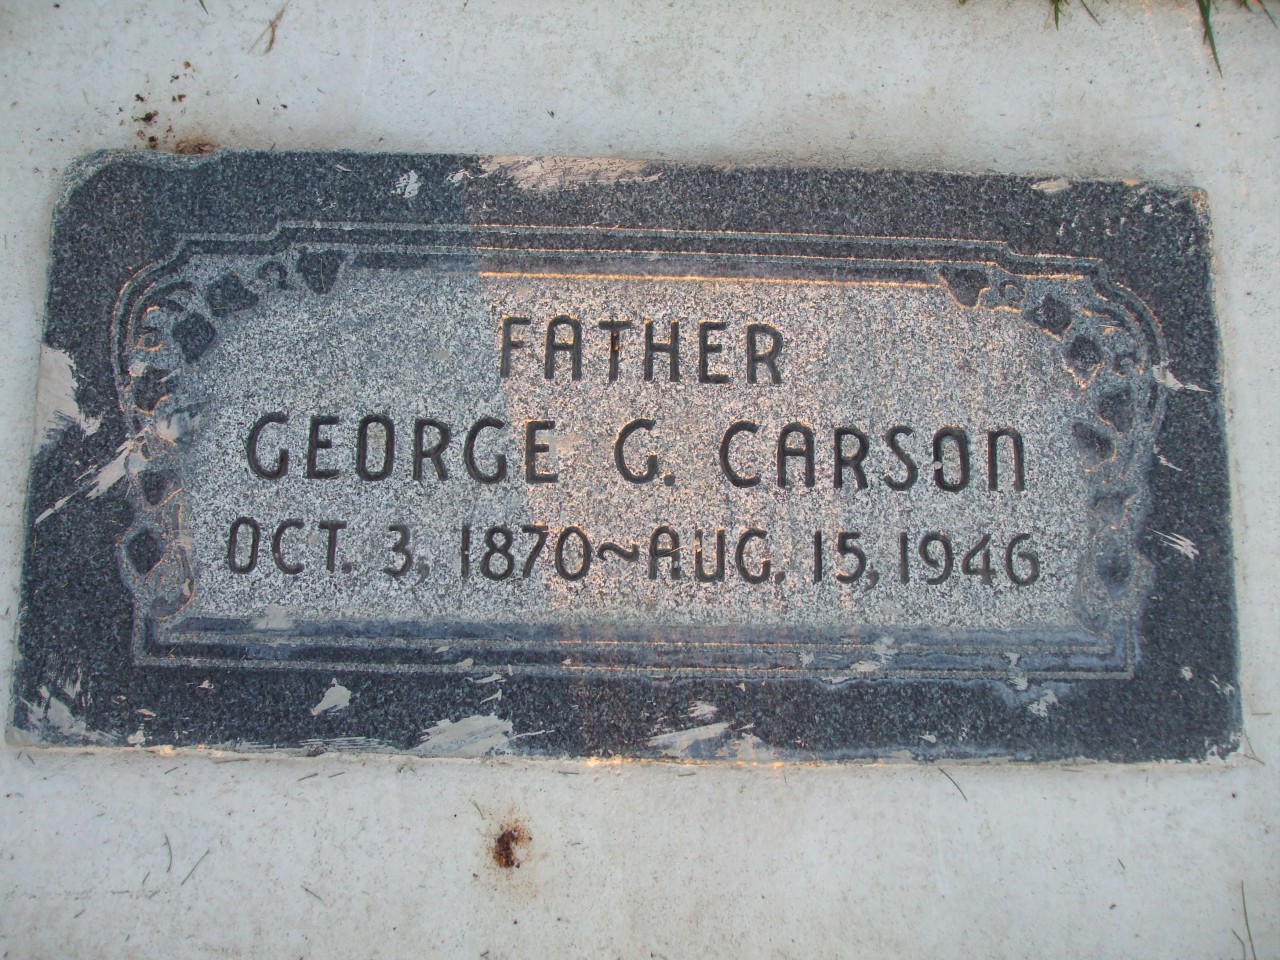 FATHER
GEORGE G. CARSON
OCT. 3, 1870~AUG. 15, 1946